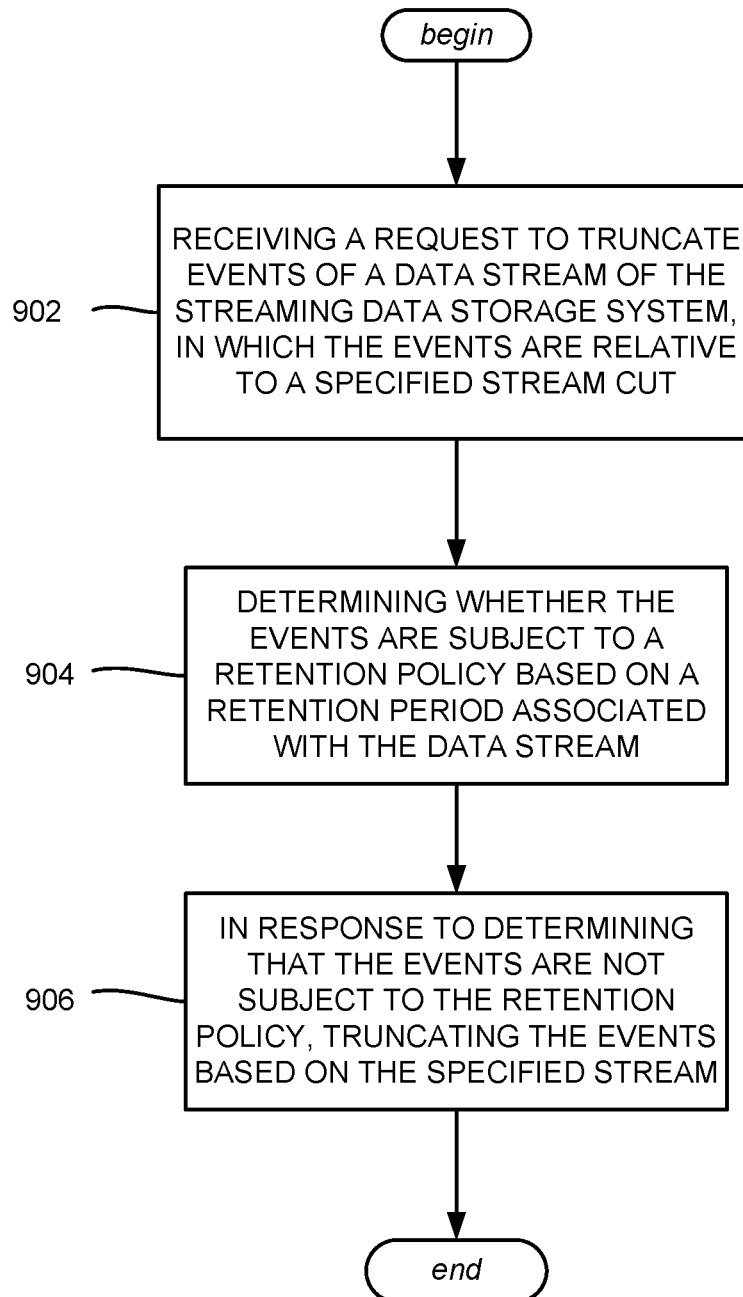 begin
902
RECEIVING A REQUEST TO TRUNCATE
EVENTS OF A DATA STREAM OF THE
STREAMING DATA STORAGE SYSTEM,
IN WHICH THE EVENTS ARE RELATIVE
TO A SPECIFIED STREAM CUT
904
DETERMINING WHETHER THE
EVENTS ARE SUBJECT TO A
RETENTION POLICY BASED ON A
RETENTION PERIOD ASSOCIATED
WITH THE DATA STREAM
906
IN RESPONSE TO DETERMINING
THAT THE EVENTS ARE NOT
SUBJECT TO THE RETENTION
POLICY, TRUNCATING THE EVENTS
BASED ON THE SPECIFIED STREAM
end